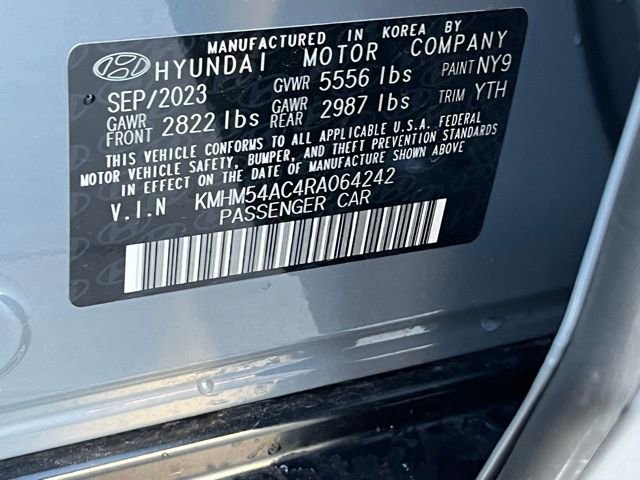 MANUFACTURED IN KOREA BY
HYUNDAI MOTOR COMPANY
SEP/2023 GVWR 5556 lbs PAINT NY9
GAWR FRONT 2822 lbs GAWR REAR 2987 lbs TRIM YTH
THIS VEHICLE CONFORMS TO ALL APPLICABLE U.S.A. FEDERAL
MOTOR VEHICLE SAFETY, BUMPER, AND THEFT PREVENTION STANDARDS
IN EFFECT ON THE DATE OF MANUFACTURE SHOWN ABOVE.
V.I.N KMHM54AC4RA064242
PASSENGER CAR